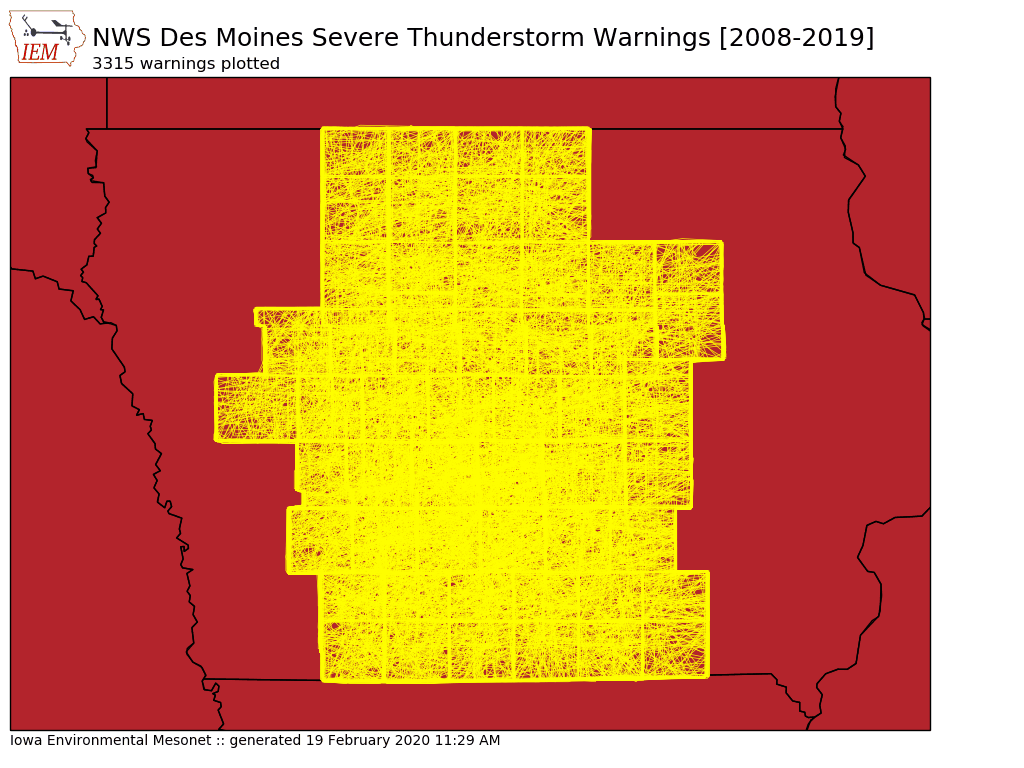 IEM
NWS Des Moines Severe Thunderstorm Warnings [2008-2019]
3315 warnings plotted
Iowa Environmental Mesonet :: generated 19 February 2020 11:29 AM